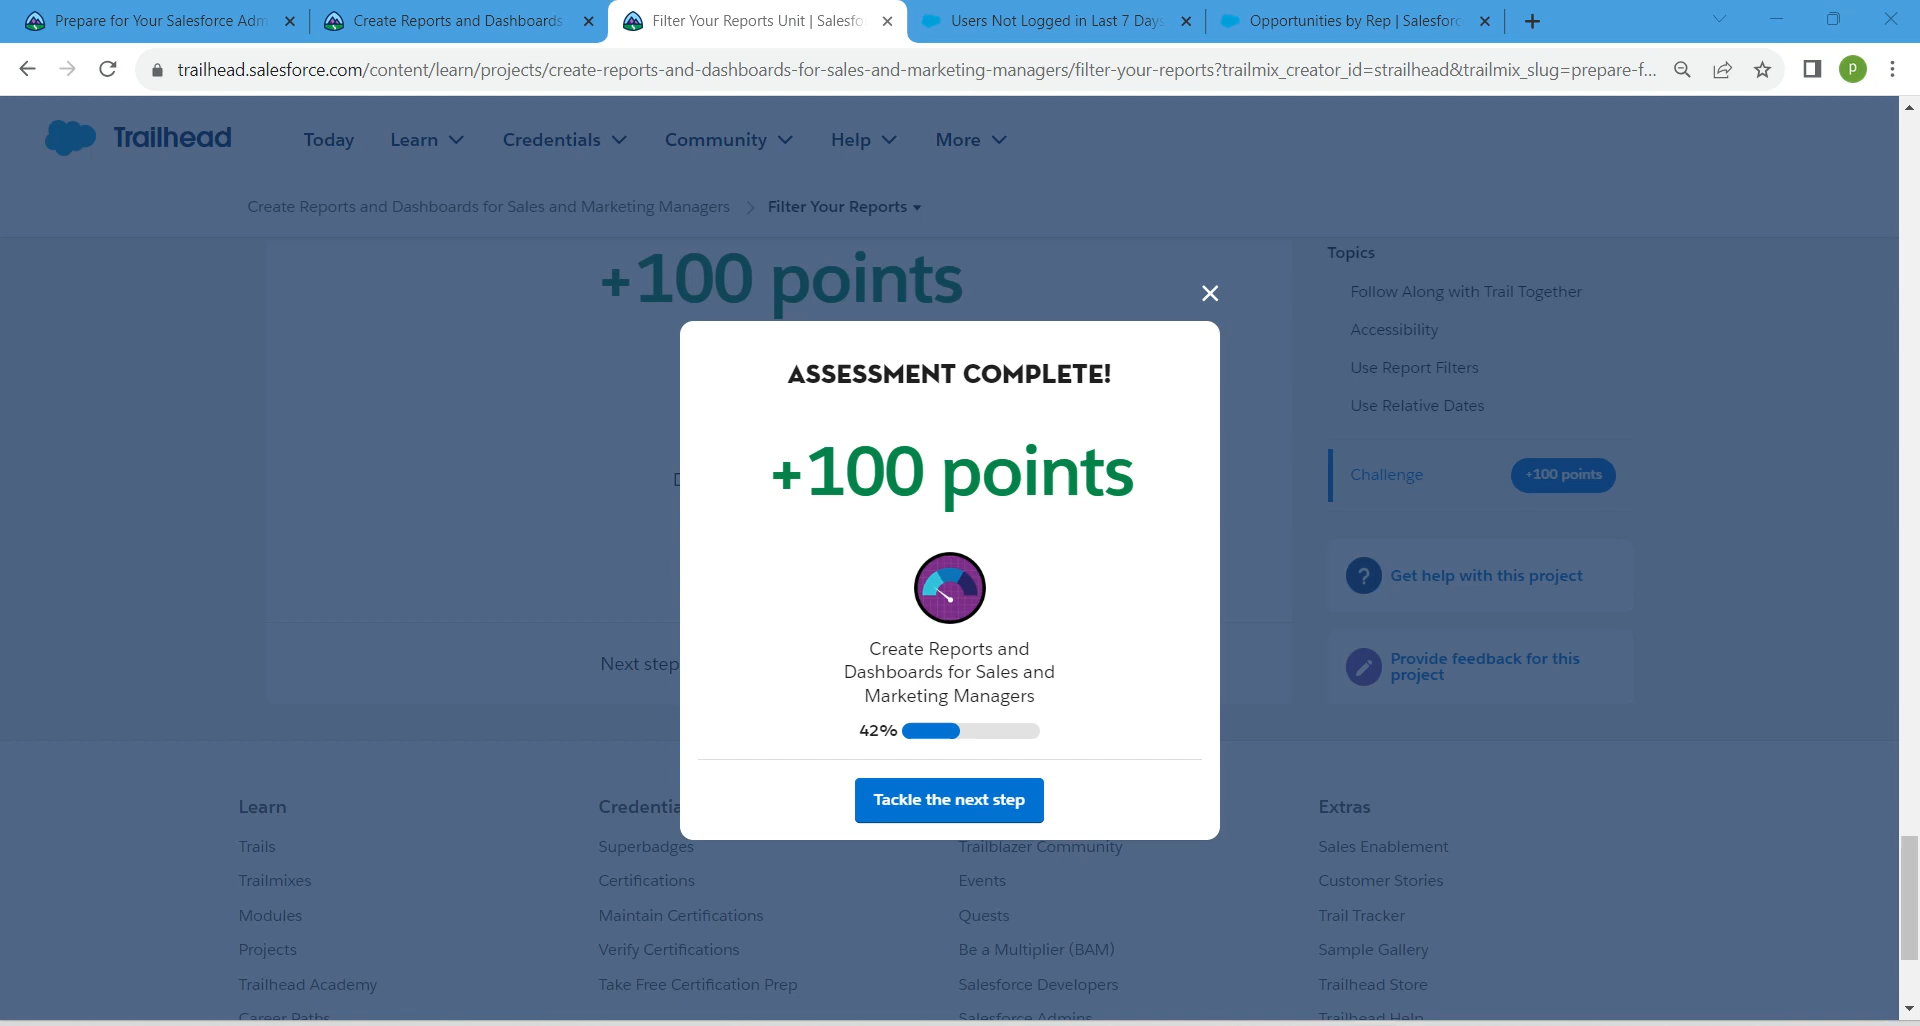 Prepare for Your Salesforce Adm
Create Reports and Dashboards
Filter Your Reports Unit | Salesfo
Users Not Logged in Last 7 Days
Opportunities by Rep | Salesforc
trailhead.salesforce.com/content/learn/projects/create-reports-and-dashboards-for-sales-and-marketing-managers/filter-your-reports?trailmix_creator_id=strailhead&trailmix_slug=prepare-f...
P
Trailhead
Today
Learn
Credentials
Community
Help
More
Create Reports and Dashboards for Sales and Marketing Managers
Filter Your Reports
+100 points
ASSESSMENT COMPLETE!
+100 points
Create Reports and
Dashboards for Sales and
Marketing Managers
42%
Tackle the next step
Next step
Topics
Follow Along with Trail Together
Accessibility
Use Report Filters
Use Relative Dates
Challenge
+100 points
?
Get help with this project
Provide feedback for this
project
Learn
Trails
Trailmixes
Modules
Projects
Trailhead Academy
Career Paths
Credentia
Superbadges
Certifications
Maintain Certifications
Verify Certifications
Take Free Certification Prep
Trailblazer Community
Events
Quests
Be a Multiplier (BAM)
Salesforce Developers
Salesforce Admins
Extras
Sales Enablement
Customer Stories
Trail Tracker
Sample Gallery
Trailhead Store
Trailhead Help